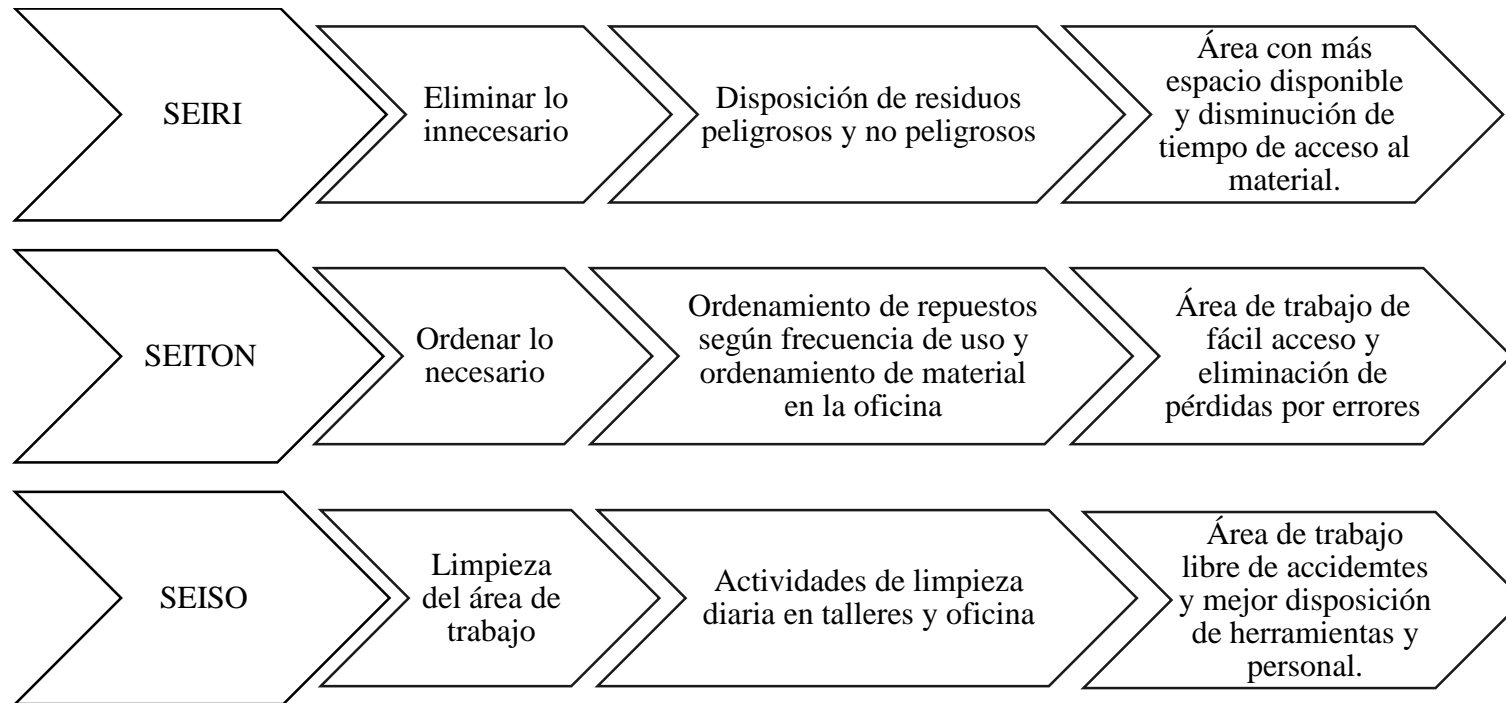 SEIRI
Eliminar lo
innecesario
Disposición de residuos
peligrosos y no peligrosos
Área con más
espacio disponible
y disminución de
tiempo de acceso al
material.
SEITON
Ordenar lo
necesario
Ordenamiento de repuestos
según frecuencia de uso y
ordenamiento de material
en la oficina
Área de trabajo de
fácil acceso y
eliminación de
pérdidas por errores
SEISO
Limpieza
del área de
trabajo
Actividades de limpieza
diaria en talleres y oficina
Área de trabajo
libre de accidemtes
y mejor disposición
de herramientas y
personal.